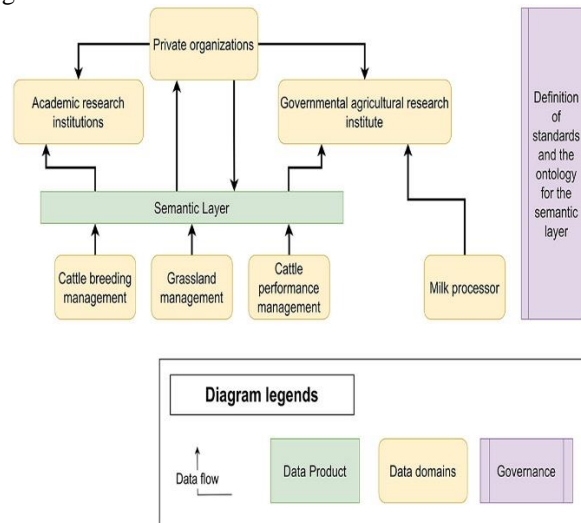 Private organizations
Academic research
institutions
Governmental agricultural research
institute
Definition
of
standards
and the
ontology
for the
semantic
layer
Semantic Layer
Cattle breeding
management
Grassland
management
Cattle
performance
management
Milk processor
Diagram legends
Data flow
Data Product
Data domains
Governance